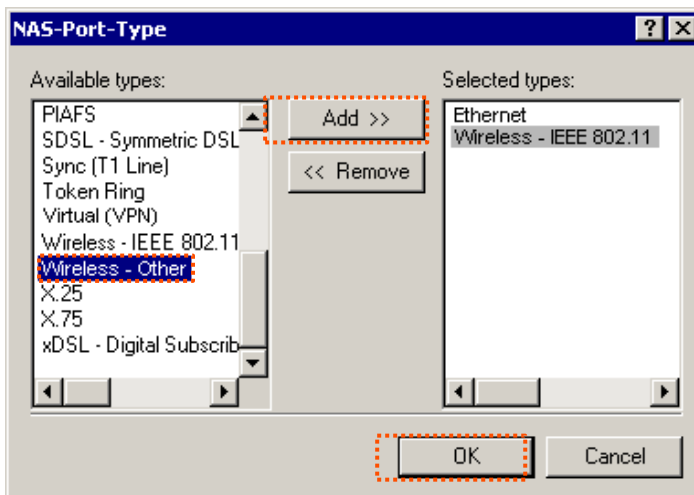 NAS-Port-Type
Available types:
PIAFS
SDSL - Symmetric DSL
Sync (T1 Line)
Token Ring
Virtual (VPN)
Wireless - IEEE 802.11
Wireless - Other
X.25
X.75
xDSL - Digital Subscrib
Add >>
<< Remove
Selected types:
Ethernet
Wireless - IEEE 802.11
OK
Cancel